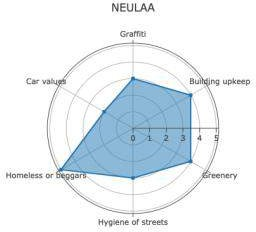 NEULAA
Graffiti
Car values
Building upkeep
0 1 2 3 4 5
Homeless or beggars
Greenery
Hygiene of streets